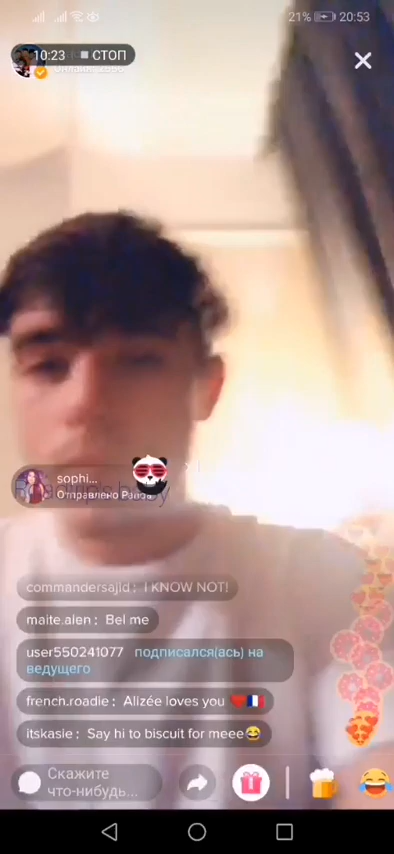 21% 20:53
10:23 СТОП
sophi...
Отправлено Panda
commandersajid: I KNOW NOT!
maite.alen: Bel me
user550241077 подписался(ась) на
ведущего
french.roadie: Alizée loves you ❤️🇫🇷
itskasie: Say hi to biscuit for meee😂
Скажите
что-нибудь...